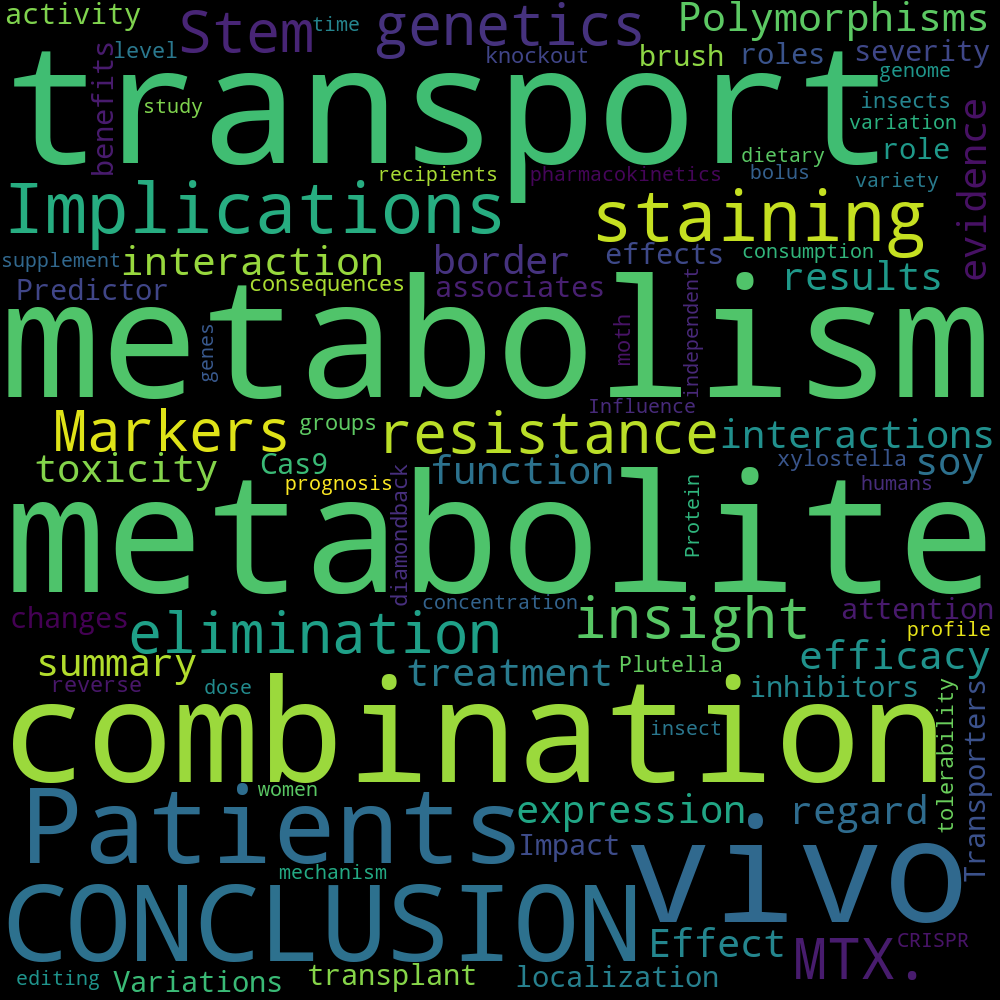 activity
Stem
time
genetics
Polymorphisms
level
knockout
brush
roles
severity
benefits
transport
genome
study
insects
variation
evidence
role
dietary
recipients
pharmacokinetics
bolus
variety
Implications
staining
supplement
interaction
border
effects
consumption
Predictor
consequences
associates
results
metabolism
genes
moth
independent
Influence
Markers
groups
resistance
interactions
toxicity
Cas9
function
xylostella
soy
prognosis
diamondback
Protein
humans
metabolite
concentration
changes
elimination
insight
attention
profile
summary
treatment
Plutella
efficacy
reverse
dose
inhibitors
Transporters
combination
insect
tolerability
women
Patients
expression
regard
Impact
vivo
mechanism
CONCLUSION
Effect
MTX.
CRISPR
editing
Variations
transplant
localization